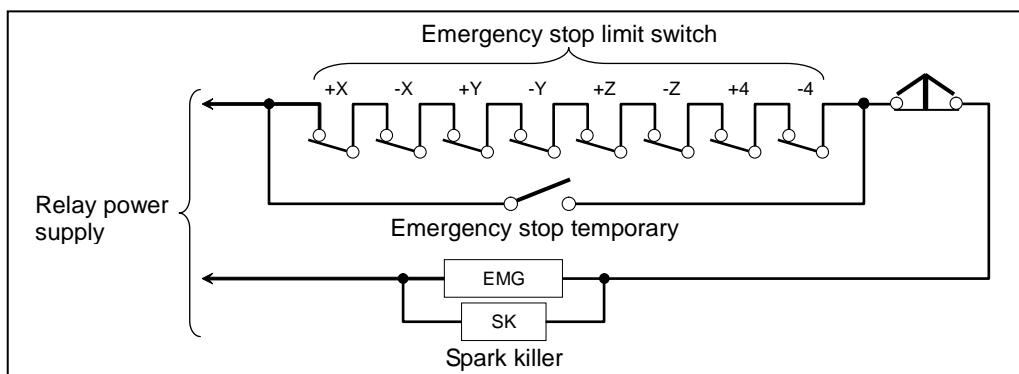 Emergency stop limit switch
+X -X +Y -Y +Z -Z +4 -4
Relay power
supply
Emergency stop temporary
EMG
SK
Spark killer